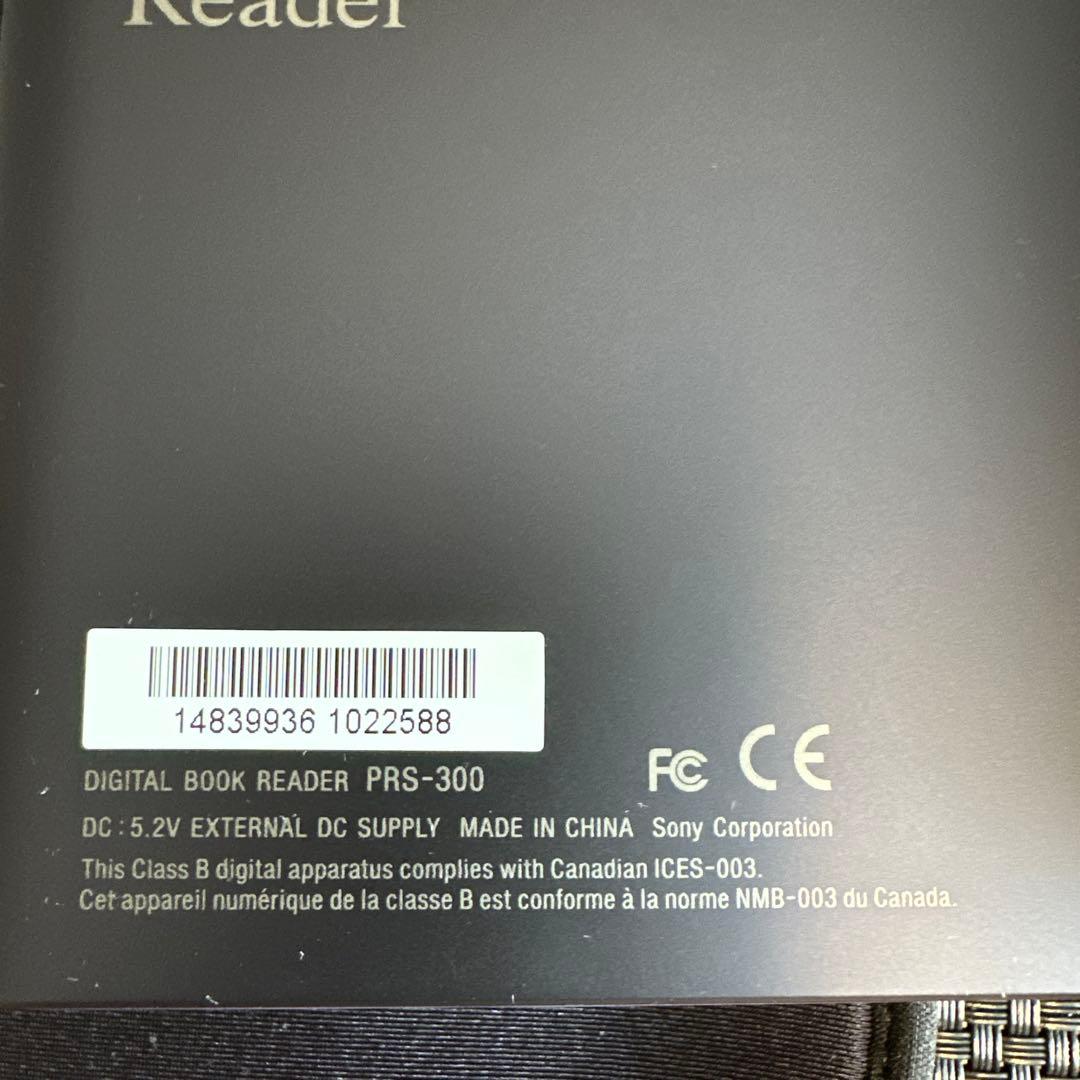 Reader
14839936 1022588
DIGITAL BOOK READER PRS-300
FC CE
DC : 5.2V EXTERNAL DC SUPPLY MADE IN CHINA Sony Corporation
This Class B digital apparatus complies with Canadian ICES-003.
Cet appareil numérique de la classe B est conforme à la norme NMB-003 du Canada.